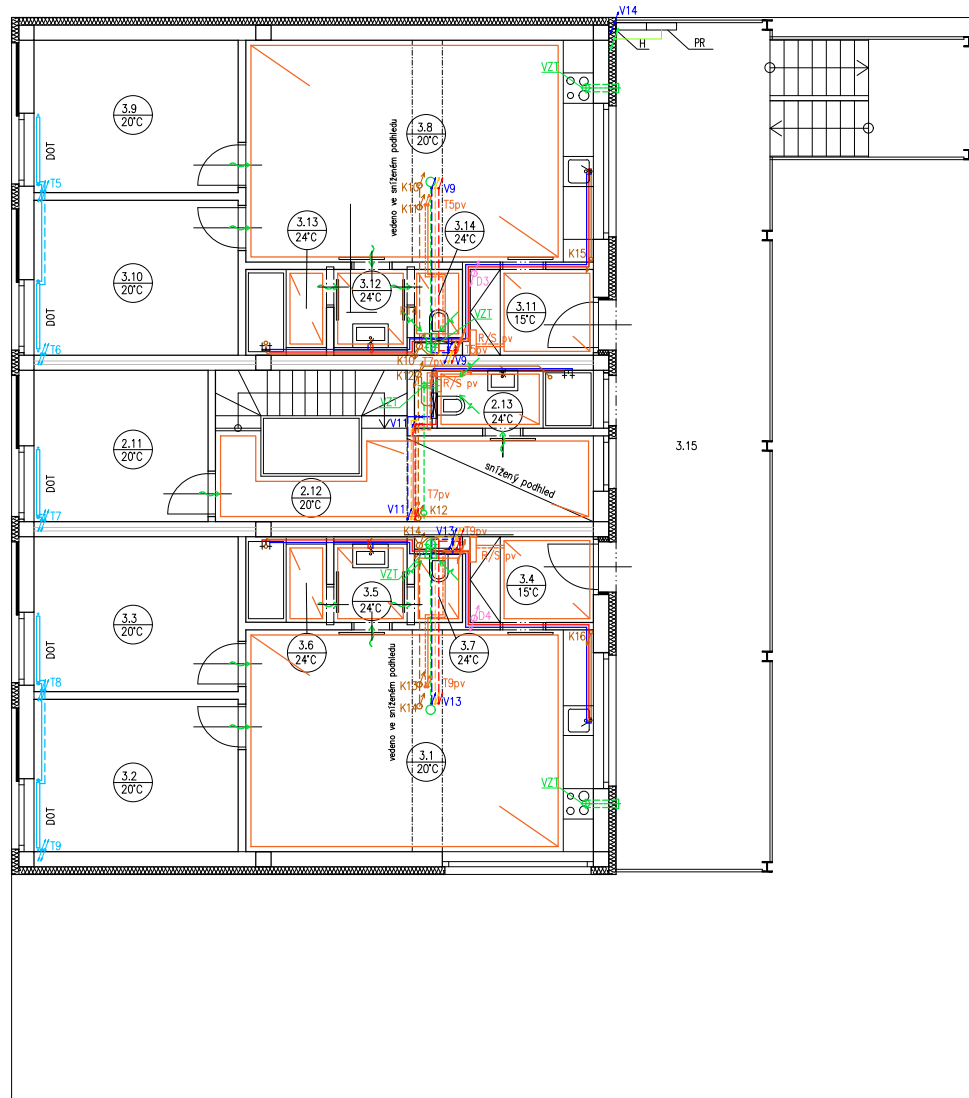 V14
H
PR
VZT
3.9
20°C
3.8
20°C
DOT
vedeno ve sníženém podhledu
T5
K10
V9
K11
T5pv
3.13
24°C
3.14
24°C
K15
3.10
20°C
3.12
24°C
D3
3.11
15°C
VZT
R/S pv
T6
K10
T7pv
V9
T5pv
K12
R/S pv
VZT
2.13
24°C
V11
2.11
20°C
3.15
DOT
snížený podhled
2.12
20°C
T7pv
T7
V11
K12
K14
V13
T9pv
R/S pv
VZT
3.4
15°C
3.5
24°C
3.3
20°C
D4
DOT
3.6
24°C
3.7
24°C
K16
vedeno ve sníženém podhledu
T8
K13
T9pv
K14
V13
3.1
20°C
3.2
20°C
VZT
DOT
T9